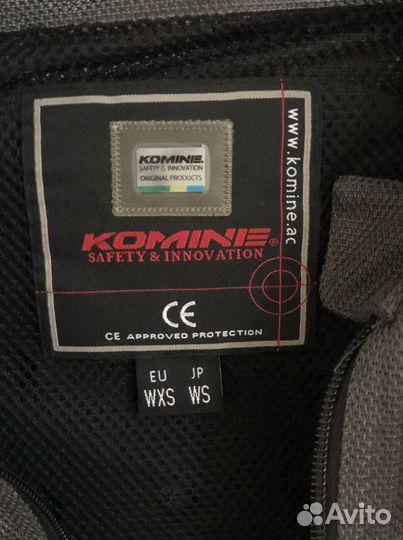 KOMINE
SAFETY & INNOVATION
ORIGINAL PRODUCTS
KOMINE®
SAFETY & INNOVATION
www.komine.ac
CE
CE APPROVED PROTECTION
EU JP
WXS WS
Avito